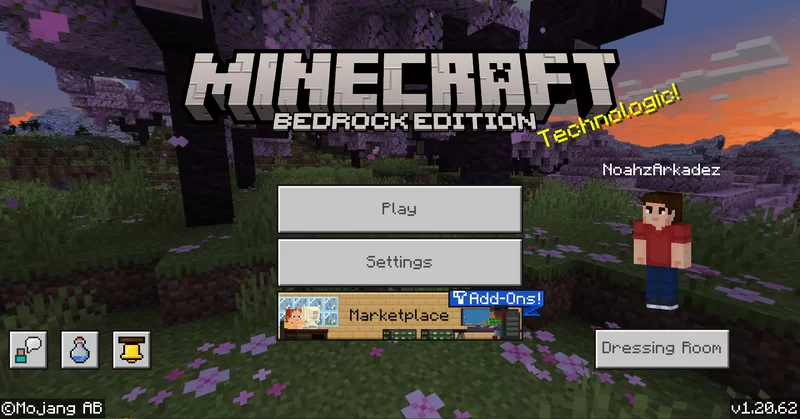 MINECRAFT
BEDROCK EDITION
Technologic!
NoahzArkadez
Play
Settings
Add-Ons!
Marketplace
Dressing Room
©Mojang AB
v1.20.62